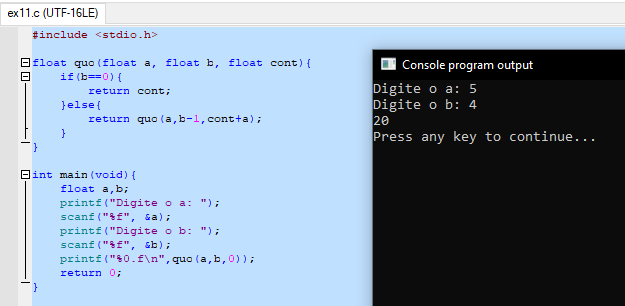 ex11.c (UTF-16LE)
#include <stdio.h>
float quo(float a, float b, float cont){
if(b==0){
return cont;
}else{
return quo(a,b-1,cont+a);
}
}
int main(void){
float a,b;
printf("Digite o a: ");
scanf("%f", &a);
printf("Digite o b: ");
scanf("%f", &b);
printf("%0.f\n",quo(a,b,0));
return 0;
}
Console program output
Digite o a: 5
Digite o b: 4
20
Press any key to continue...